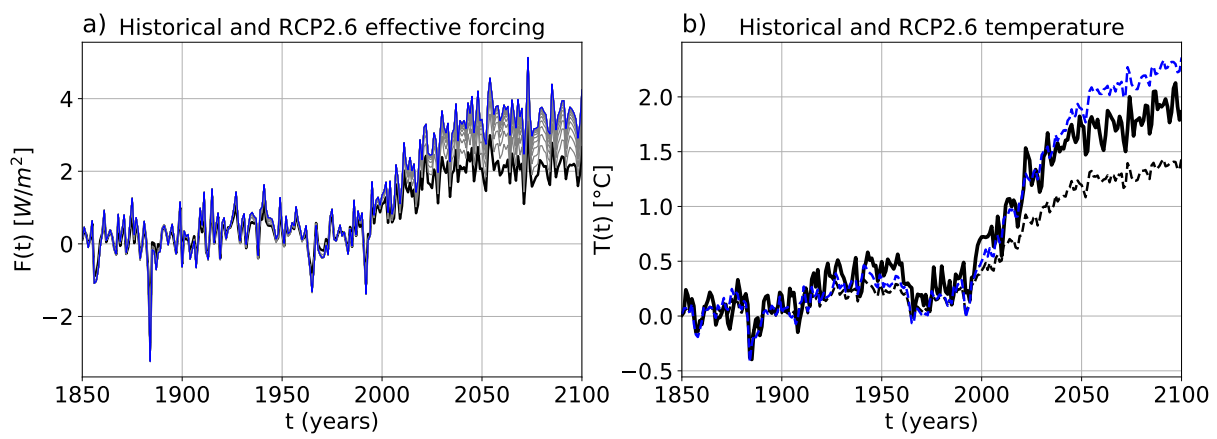 a) Historical and RCP2.6 effective forcing
F(t) [W/m²]
4
2
0
−2
1850 1900 1950 2000 2050 2100
t (years)
b) Historical and RCP2.6 temperature
T(t) [°C]
2.0
1.5
1.0
0.5
0.0
−0.5
1850 1900 1950 2000 2050 2100
t (years)